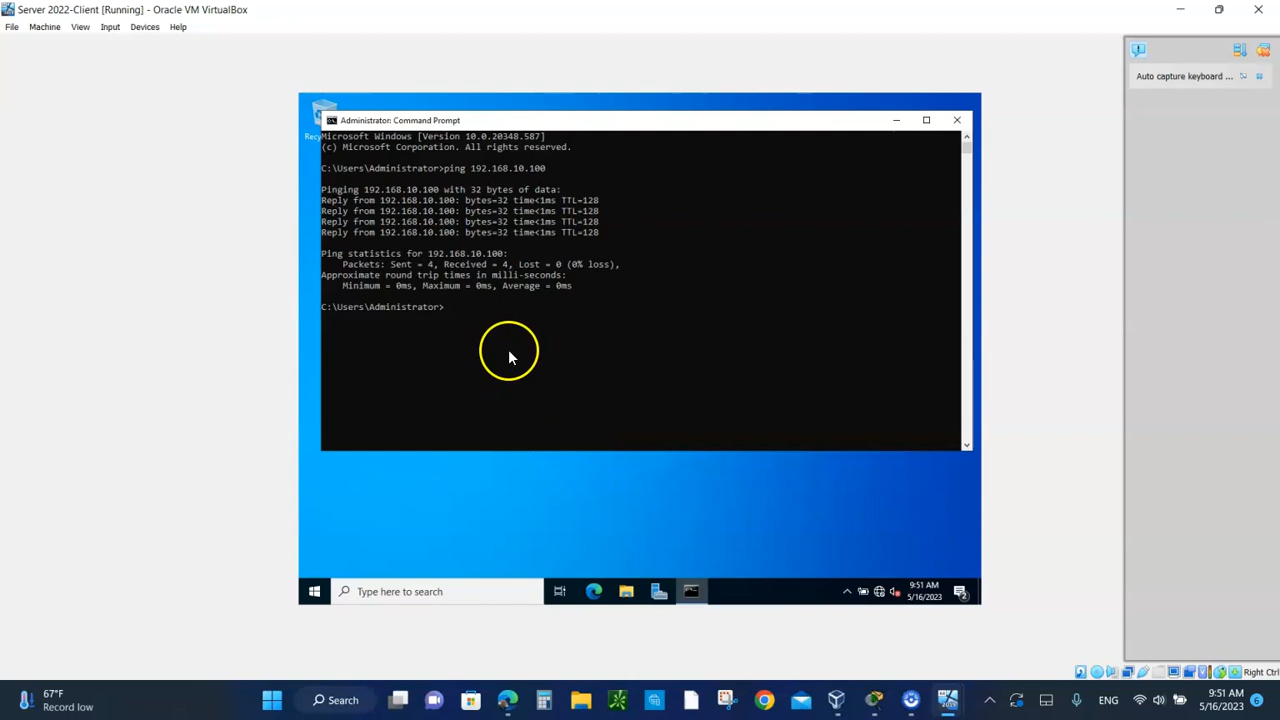 Server 2022-Client [Running] - Oracle VM VirtualBox
File Machine View Input Devices Help
Auto capture keyboard ...
Recy
Administrator: Command Prompt
Microsoft Windows [Version 10.0.20348.587]
(c) Microsoft Corporation. All rights reserved.
C:\Users\Administrator>ping 192.168.10.100
Pinging 192.168.10.100 with 32 bytes of data:
Reply from 192.168.10.100: bytes=32 time<1ms TTL=128
Reply from 192.168.10.100: bytes=32 time<1ms TTL=128
Reply from 192.168.10.100: bytes=32 time<1ms TTL=128
Reply from 192.168.10.100: bytes=32 time<1ms TTL=128
Ping statistics for 192.168.10.100:
Packets: Sent = 4, Received = 4, Lost = 0 (0% loss),
Approximate round trip times in milli-seconds:
Minimum = 0ms, Maximum = 0ms, Average = 0ms
C:\Users\Administrator>
Type here to search
9:51 AM
5/16/2023
2
Right Ctrl
67°F
Record low
Search
ENG
9:51 AM
5/16/2023
6